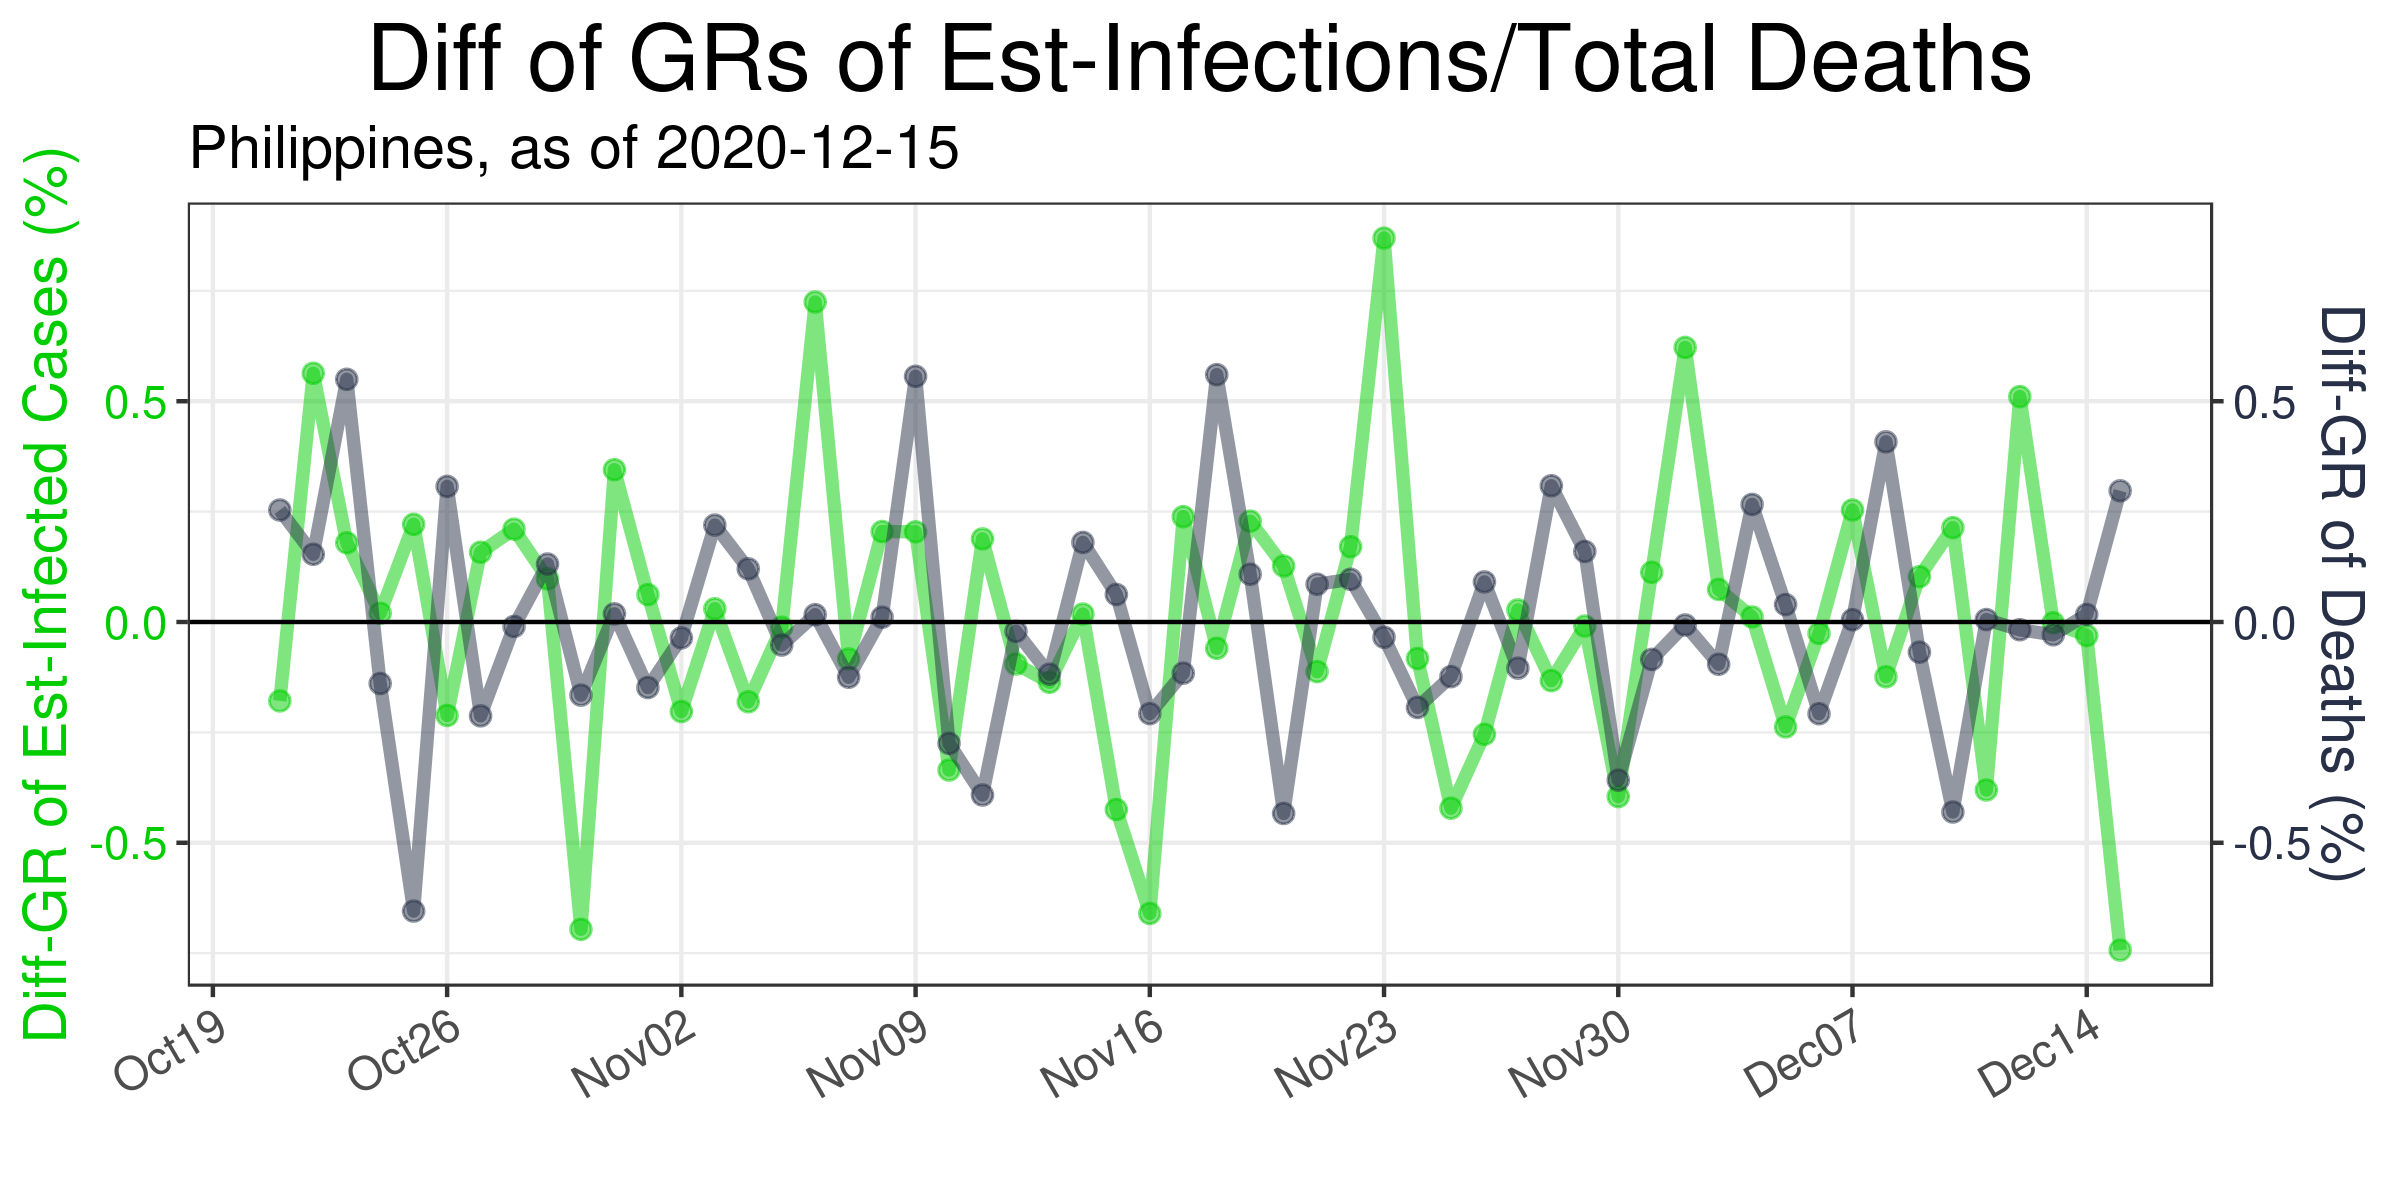 Diff of GRs of Est-Infections/Total Deaths
Philippines, as of 2020-12-15
Diff-GR of Est-Infected Cases (%)
0.5
0.0
-0.5
0.5
0.0
-0.5
Diff-GR of Deaths (%)
Oct19
Oct26
Nov02
Nov09
Nov16
Nov23
Nov30
Dec07
Dec14